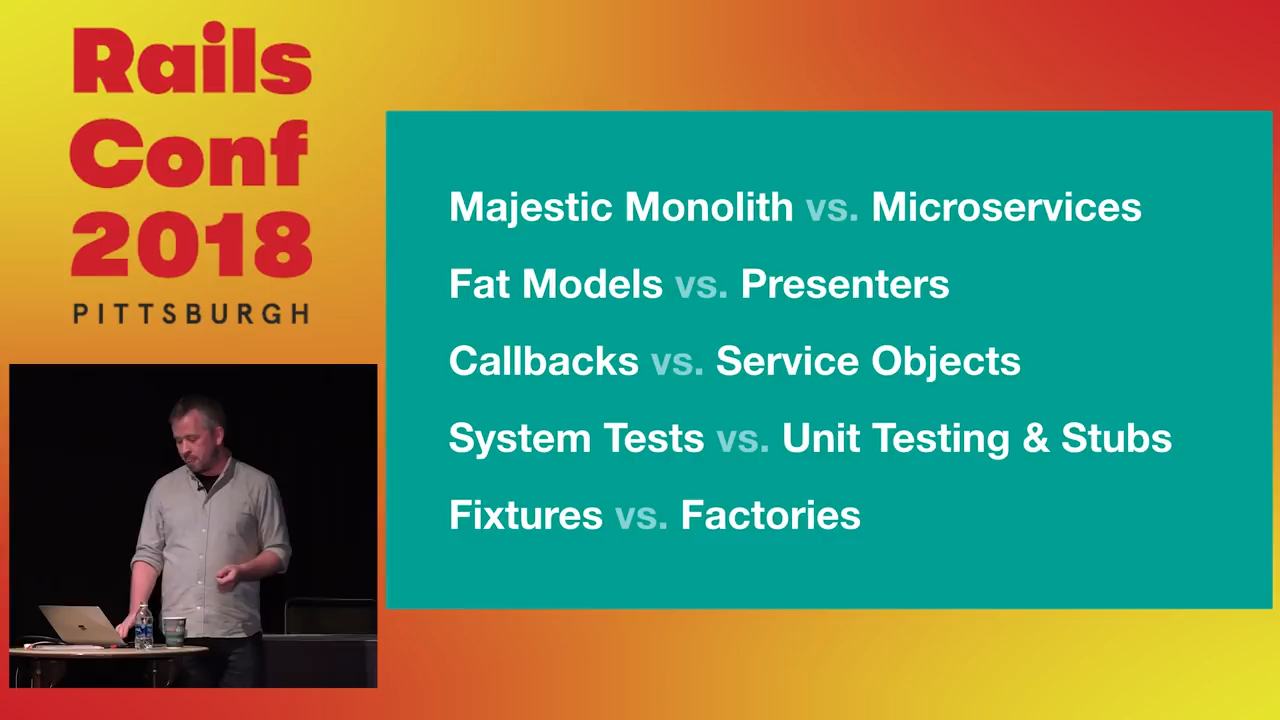 Rails
Conf
2018
PITTSBURGH
Majestic Monolith vs. Microservices
Fat Models vs. Presenters
Callbacks vs. Service Objects
System Tests vs. Unit Testing & Stubs
Fixtures vs. Factories